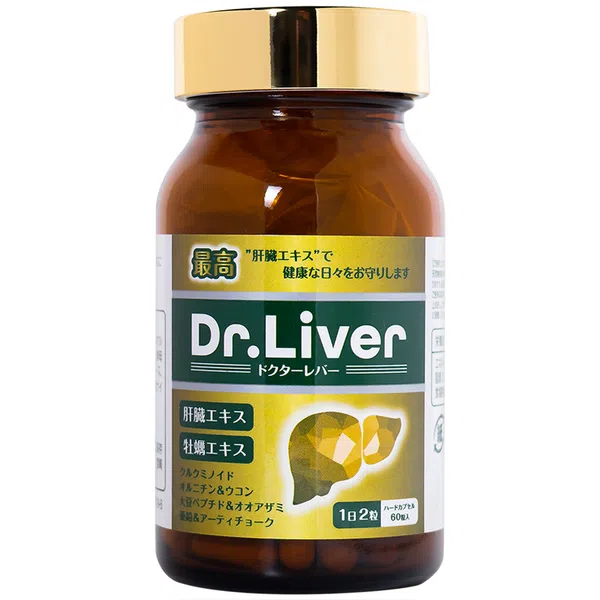 最高
"肝臓エキス"で
健康な日々をお守りします
Dr.Liver
ドクターレバー
肝臓エキス
牡蠣エキス
クルクミノイド
オルニチン&ウコン
大豆ペプチド&オオアザミ
亜鉛&アーティチョーク
1日2粒
ハードカプセル
60粒入